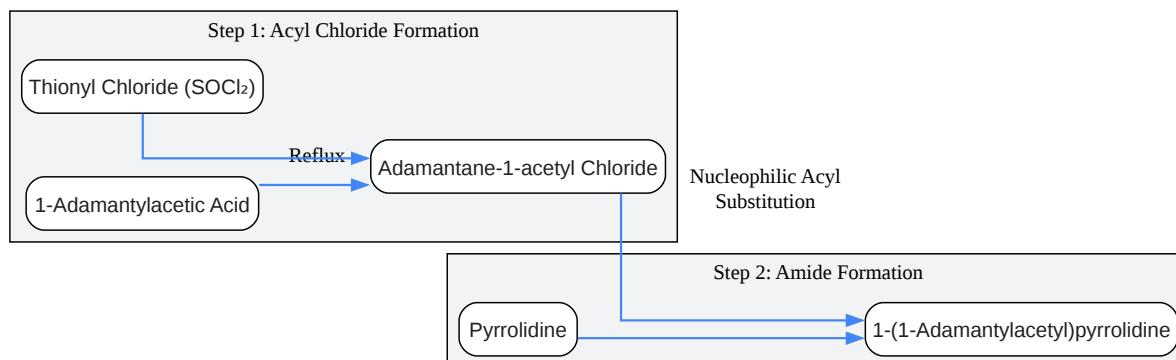 Step 1: Acyl Chloride Formation
Thionyl Chloride (SOCl₂)
Reflux
Adamantane-1-acetyl Chloride
1-Adamantylacetic Acid
Nucleophilic Acyl
Substitution
Step 2: Amide Formation
Pyrrolidine
1-(1-Adamantylacetyl)pyrrolidine